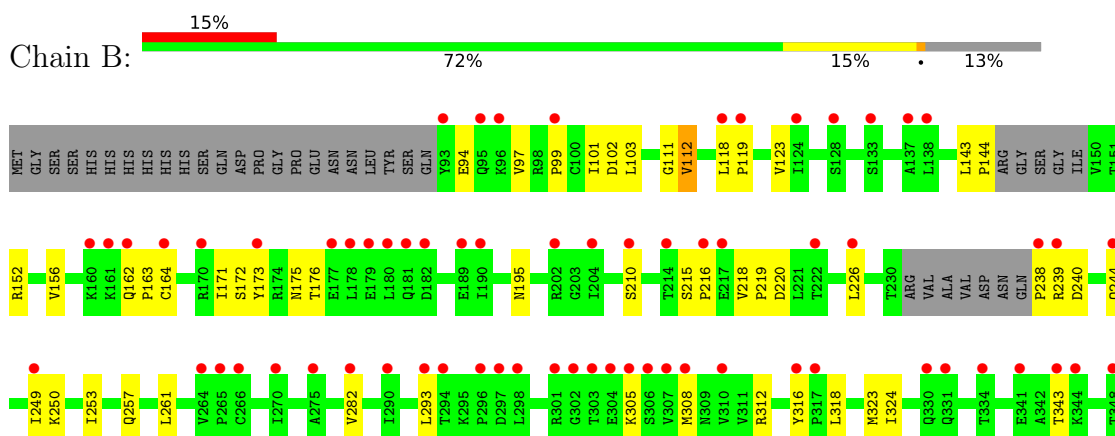 15%
Chain B:
72% 15% • 13%
MET GLY SER SER HIS HIS HIS HIS HIS HIS SER GLN ASP PRO GLY PRO GLU ASN ASN LEU TYR SER GLN Y93 E94 Q95 K96 V97 R98 P99 C100 I101 D102 L103 G111 V112 L118 P119 V123 I124 S128 S133 A137 L138 L143 P144 ARG GLY SER GLY ILE V150 T151
R152 V156 K160 K161 Q162 P163 C164 R170 I171 S172 Y173 R174 N175 T176 E177 L178 E179 L180 Q181 D182 E189 I190 N195 R202 G203 I204 S210 T214 S215 P216 E217 V218 P219 D220 L221 T222 L226 T230 ARG VAL ALA VAL ASP ASN GLN P238 R239 D240
I249 K250 I253 Q257 L261 V264 P265 C266 I270 A275 V282 I290 L293 T294 K295 P296 D297 L298 R301 G302 T303 E304 K305 S306 V307 M308 N309 V310 V311 R312 Y316 P317 L318 M323 I324 Q330 Q331 T334 E341 A342 T343 K344